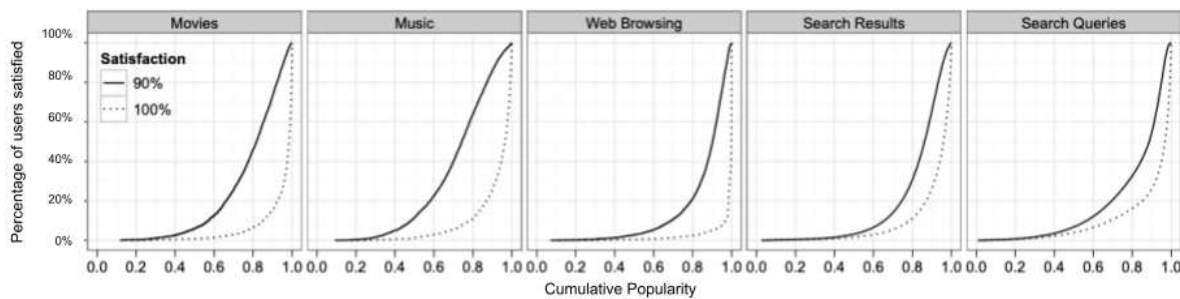 Movies Music Web Browsing Search Results Search Queries
100%
80%
60%
40%
20%
0%
Percentage of users satisfied
Satisfaction
90%
100%
0.0 0.2 0.4 0.6 0.8 1.0 0.0 0.2 0.4 0.6 0.8 1.0 0.0 0.2 0.4 0.6 0.8 1.0 0.0 0.2 0.4 0.6 0.8 1.0 0.0 0.2 0.4 0.6 0.8 1.0
Cumulative Popularity